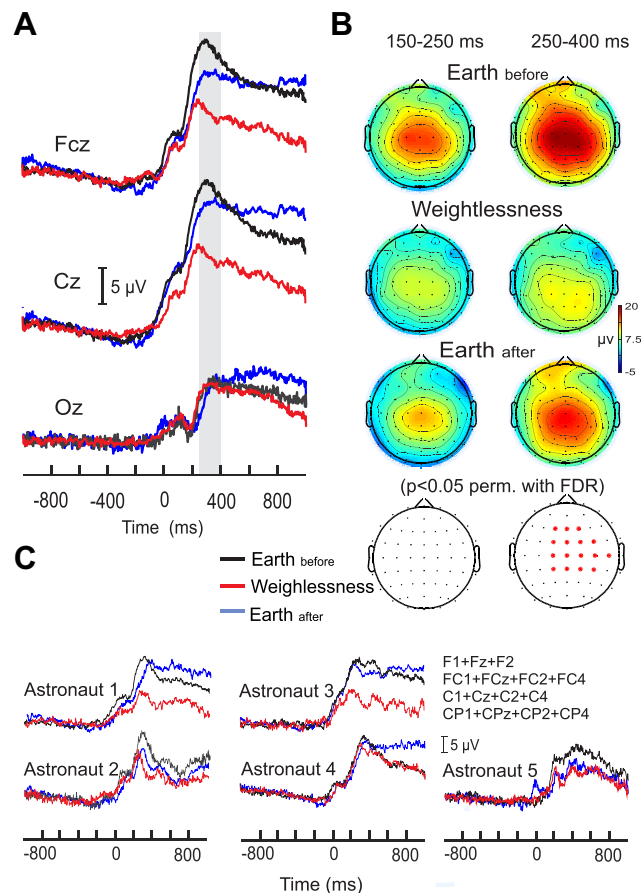 A
Fcz
Cz
5 µV
Oz
-800 -400 0 400 800
Time (ms)
B
150-250 ms 250-400 ms
Earth before
Weightlessness
20
µv 7.5
-5
Earth after
(p<0.05 perm. with FDR)
C
Earth before
Weighlessness
Earth after
Astronaut 1
Astronaut 2
Astronaut 3
Astronaut 4
F1+Fz+F2
FC1+FCz+FC2+FC4
C1+Cz+C2+C4
CP1+CPz+CP2+CP4
5 µV
Astronaut 5
-800 0 800 -800 0 800 -800 0 800
Time (ms)